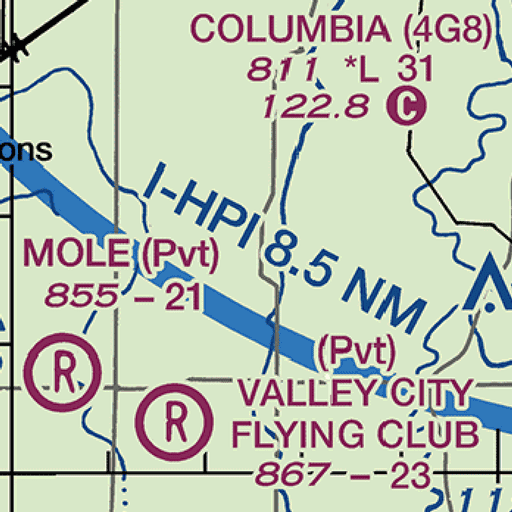 COLUMBIA (4G8)
811 *L 31
122.8 C
ons
I-HPI 8.5 NM
MOLE (Pvt)
855 - 21
R
R
(Pvt)
VALLEY CITY
FLYING CLUB
867 - 23